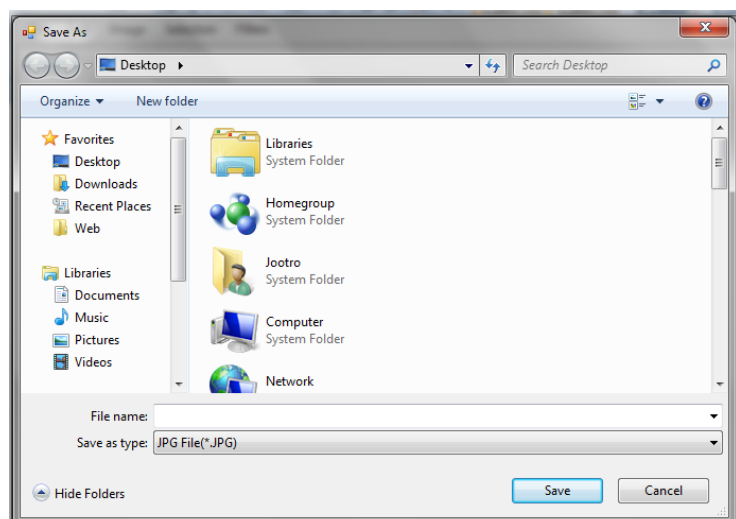 Save As
Desktop
Search Desktop
Organize
New folder
Favorites
Desktop
Downloads
Recent Places
Web
Libraries
Documents
Music
Pictures
Videos
Libraries
System Folder
Homegroup
System Folder
Jootro
System Folder
Computer
System Folder
Network
File name:
Save as type: JPG File(*.JPG)
Hide Folders
Save
Cancel